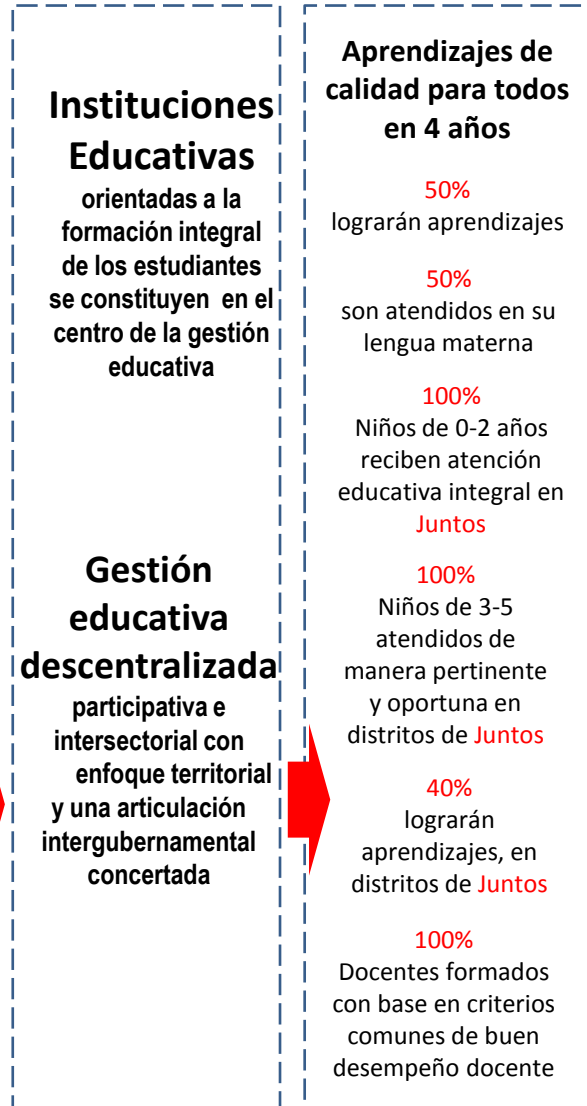 Instituciones
Educativas
orientadas a la
formación integral
de los estudiantes
se constituyen en el
centro de la gestión
educativa
Gestión
educativa
descentralizada
participativa e
intersectorial con
enfoque territorial
y una articulación
intergubernamental
concertada
Aprendizajes de
calidad para todos
en 4 años
50%
lograrán aprendizajes
50%
son atendidos en su
lengua materna
100%
Niños de 0-2 años
reciben atención
educativa integral en
Juntos
100%
Niños de 3-5
atendidos de
manera pertinente
y oportuna en
distritos de Juntos
40%
lograrán
aprendizajes, en
distritos de Juntos
100%
Docentes formados
con base en criterios
comunes de buen
desempeño docente